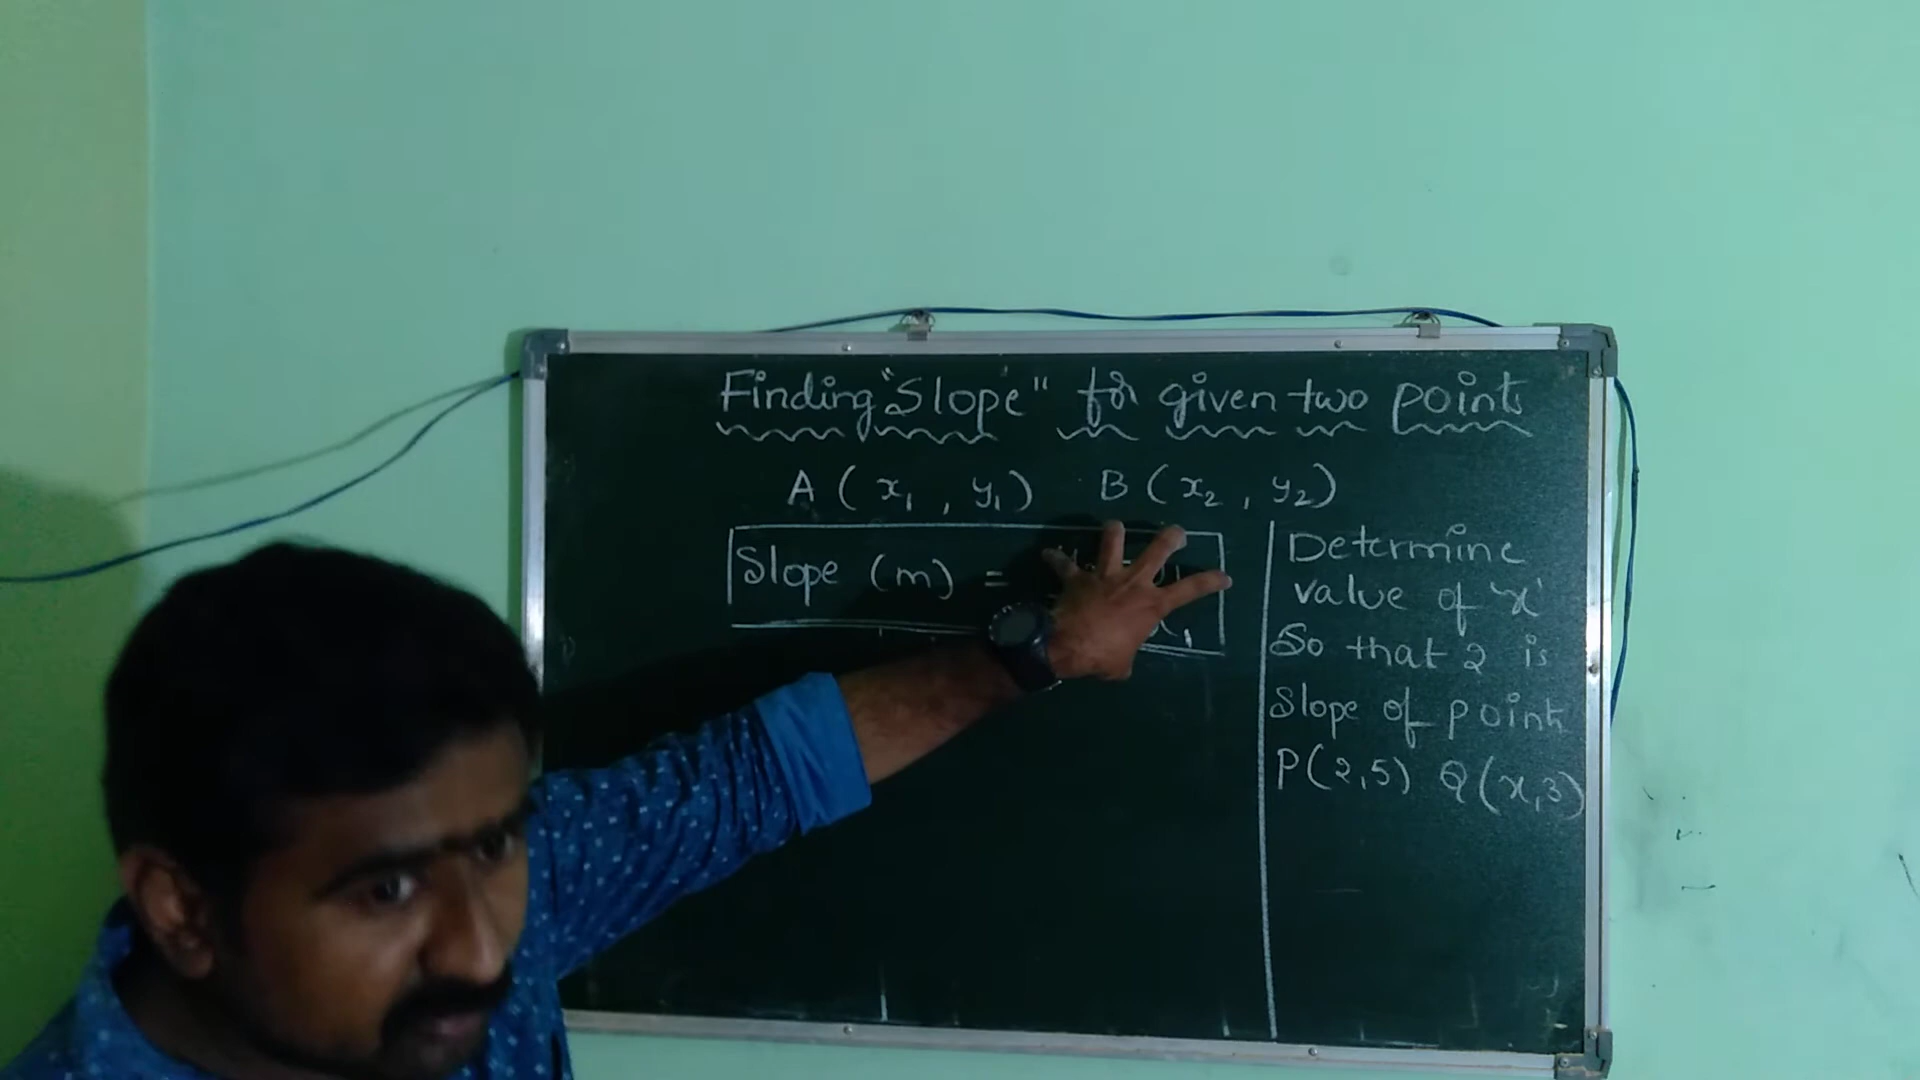 Finding "Slope" for given two points
A ( x₁ , y₁ ) B ( x₂ , y₂ )
Slope (m) =
Determine
value of 'x'
So that 2 is
Slope of point
P(2,5) Q(x,3)